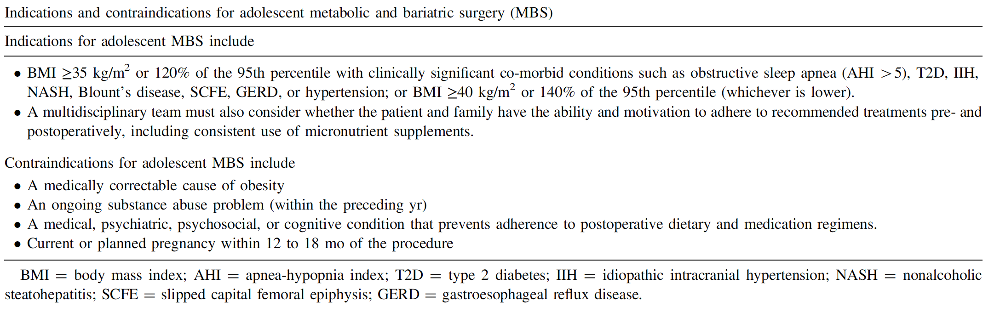 Indications and contraindications for adolescent metabolic and bariatric surgery (MBS)
Indications for adolescent MBS include
● BMI ≥35 kg/m² or 120% of the 95th percentile with clinically significant co-morbid conditions such as obstructive sleep apnea (AHI >5), T2D, IIH,
NASH, Blount’s disease, SCFE, GERD, or hypertension; or BMI ≥40 kg/m² or 140% of the 95th percentile (whichever is lower).
● A multidisciplinary team must also consider whether the patient and family have the ability and motivation to adhere to recommended treatments pre- and
postoperatively, including consistent use of micronutrient supplements.
Contraindications for adolescent MBS include
● A medically correctable cause of obesity
● An ongoing substance abuse problem (within the preceding yr)
● A medical, psychiatric, psychosocial, or cognitive condition that prevents adherence to postoperative dietary and medication regimens.
● Current or planned pregnancy within 12 to 18 mo of the procedure
BMI = body mass index; AHI = apnea-hypopnia index; T2D = type 2 diabetes; IIH = idiopathic intracranial hypertension; NASH = nonalcoholic
steatohepatitis; SCFE = slipped capital femoral epiphysis; GERD = gastroesophageal reflux disease.